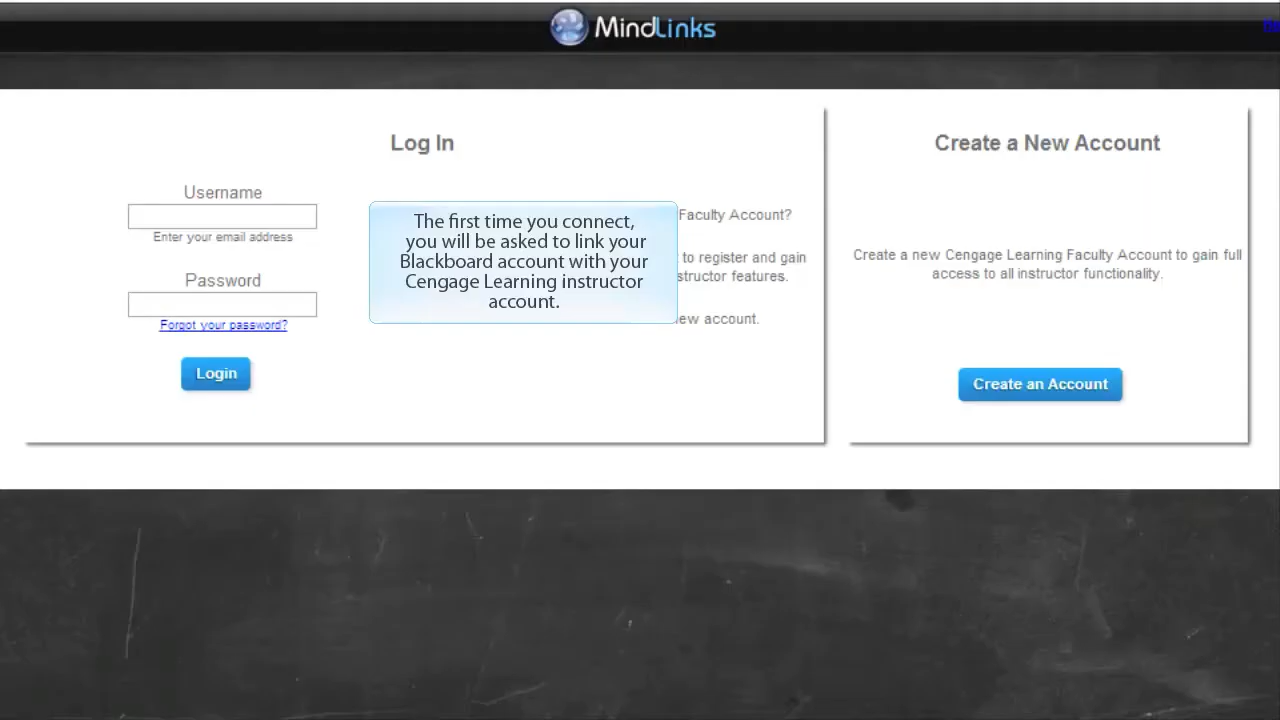 MindLinks
Log In
Username
Enter your email address
Password
Forgot your password?
Login
The first time you connect,
you will be asked to link your
Blackboard account with your
Cengage Learning instructor
account.
Faculty Account?
to register and gain
features.
account.
Create a New Account
Create a new Cengage Learning Faculty Account to gain full
access to all instructor functionality.
Create an Account